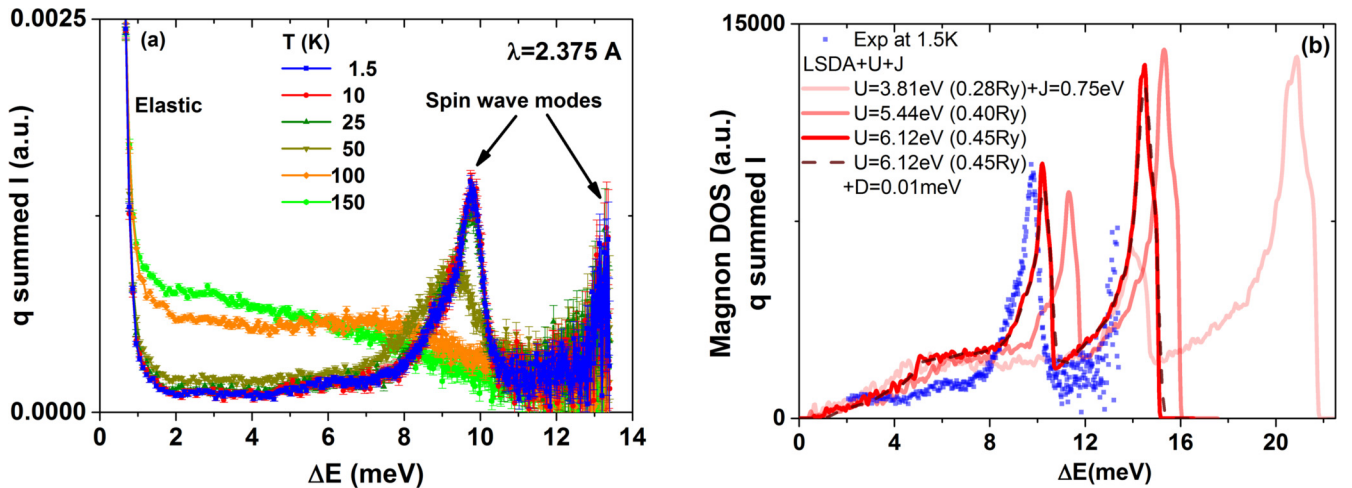 0.0025
(a)
T (K)
λ=2.375 A
1.5
Elastic
10
Spin wave modes
25
50
100
150
q summed I (a.u.)
0.0000
0 2 4 6 8 10 12 14
ΔE (meV)
15000
(b)
Exp at 1.5K
LSDA+U+J
U=3.81eV (0.28Ry)+J=0.75eV
U=5.44eV (0.40Ry)
U=6.12eV (0.45Ry)
U=6.12eV (0.45Ry)
+D=0.01meV
Magnon DOS (a.u.)
q summed I
0
0 4 8 12 16 20
ΔE(meV)